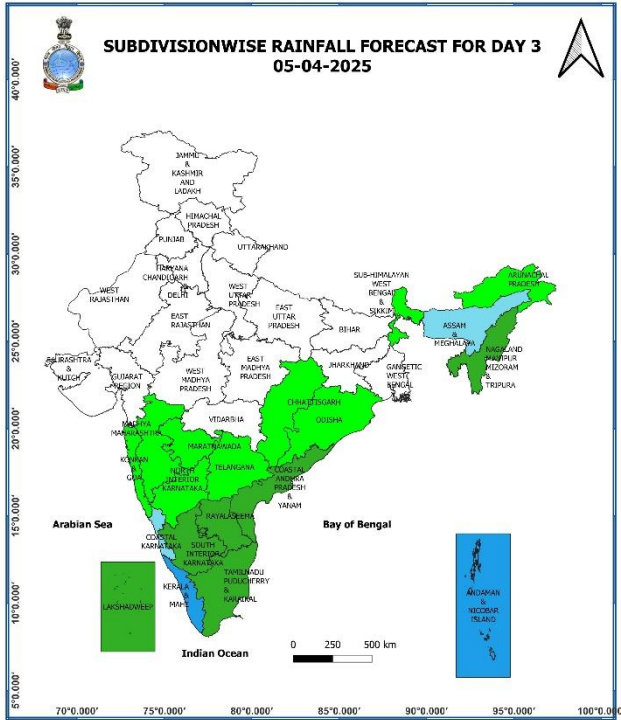 SUBDIVISIONWISE RAINFALL FORECAST FOR DAY 3
05-04-2025
40°0.000'
35°0.000'
30°0.000'
25°0.000'
20°0.000'
15°0.000'
10°0.000'
5°0.000'
JAMMU
&
KASHMIR
AND
LADAKH
HIMACHAL
PRADESH
PUNJAB
UTTARAKHAND
HARYANA
CHANDIGARH
&
DELHI
WEST
RAJASTHAN
WEST
UTTAR
PRADESH
EAST
RAJASTHAN
EAST
UTTAR
PRADESH
SUB-HIMALAYAN
WEST
BENGAL
&
SIKKIM
ARUNACHAL
PRADESH
ASSAM
&
MEGHALAYA
NAGALAND
MANIPUR
MIZORAM
&
TRIPURA
BIHAR
JHARKHAND
GANGETIC
WEST
BENGAL
SAURASHTRA
&
KUTCH
GUJARAT
REGION
WEST
MADHYA
PRADESH
EAST
MADHYA
PRADESH
CHHATTISGARH
ODISHA
VIDARBHA
MADHYA
MAHARASHTRA
MARATHAWADA
KONKAN
&
GOA
NORTH
INTERIOR
KARNATAKA
TELANGANA
COASTAL
ANDHRA
PRADESH
&
YANAM
RAYALASEEMA
COASTAL
KARNATAKA
SOUTH
INTERIOR
KARNATAKA
TAMILNADU
PUDUCHERRY
&
KARAIKAL
KERALA
&
MAHE
LAKSHADWEEP
ANDAMAN
&
NICOBAR
ISLAND
Arabian Sea
Bay of Bengal
Indian Ocean
0 250 500 km
70°0.000' 75°0.000' 80°0.000' 85°0.000' 90°0.000' 95°0.000' 100°0.00